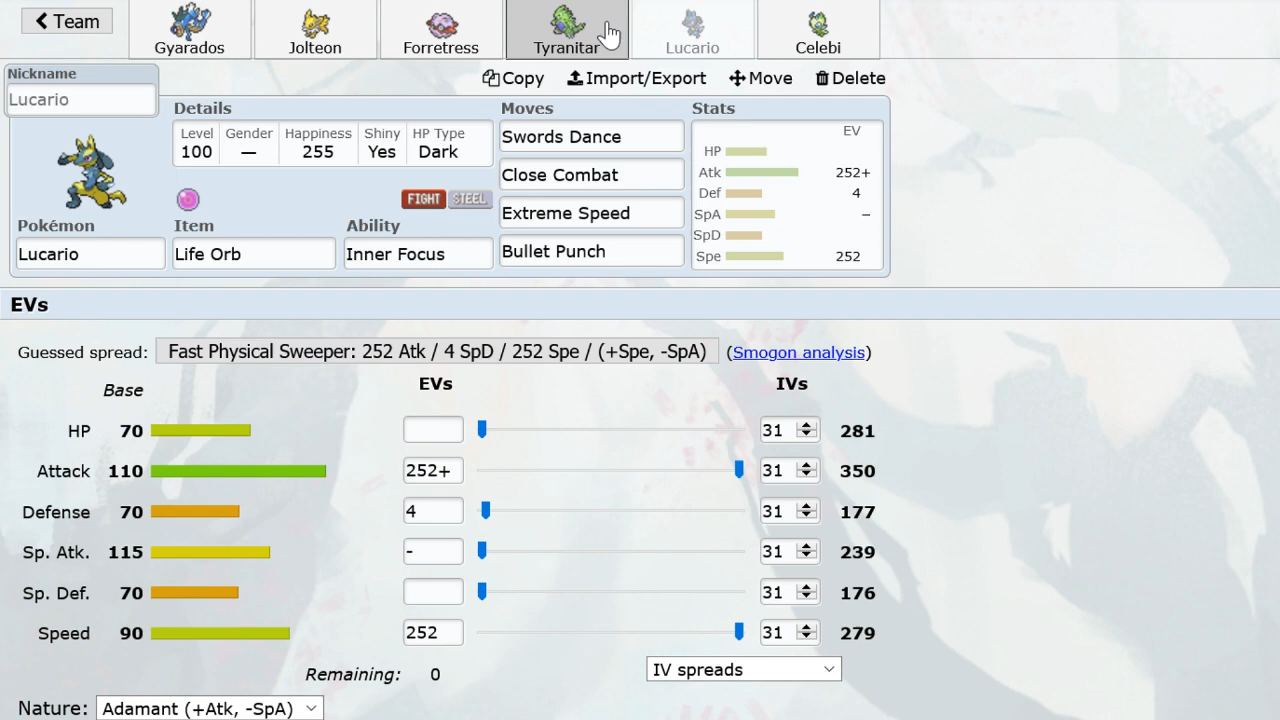 Team
Gyarados
Jolteon
Forretress
Tyranitar
Lucario
Celebi
Copy Import/Export Move Delete
Nickname
Lucario
Details
Level Gender Happiness Shiny HP Type
100 — 255 Yes Dark
FIGHT STEEL
Pokémon Item Ability
Lucario Life Orb Inner Focus
Moves
Swords Dance
Close Combat
Extreme Speed
Bullet Punch
Stats
EV
HP
Atk 252+
Def 4
SpA –
SpD
Spe 252
EVs
Guessed spread: Fast Physical Sweeper: 252 Atk / 4 SpD / 252 Spe / (+Spe, -SpA) (Smogon analysis)
Base EVs IVs
HP 70 31 281
Attack 110 252+ 31 350
Defense 70 4 31 177
Sp. Atk. 115 - 31 239
Sp. Def. 70 31 176
Speed 90 252 31 279
Remaining: 0 IV spreads
Nature: Adamant (+Atk, -SpA)